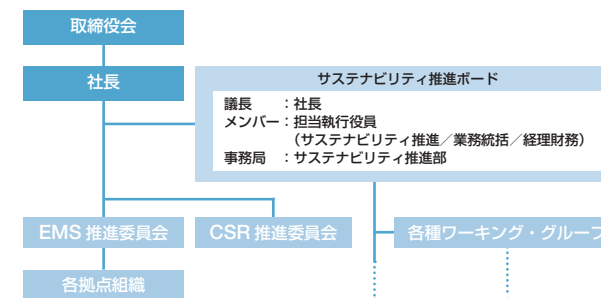 取締役会
社長
サステナビリティ推進ボード
議長　：社長
メンバー：担当執行役員
（サステナビリティ推進／業務統括／経理財務）
事務局　：サステナビリティ推進部
EMS 推進委員会
CSR 推進委員会
各種ワーキング・グループ
各拠点組織